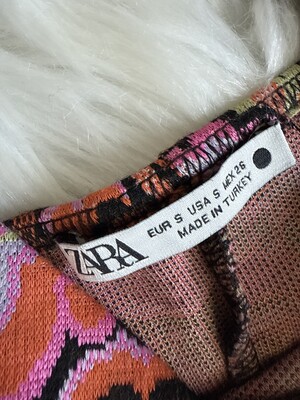 ZARA
EUR S USA S MEX 26
MADE IN TURKEY